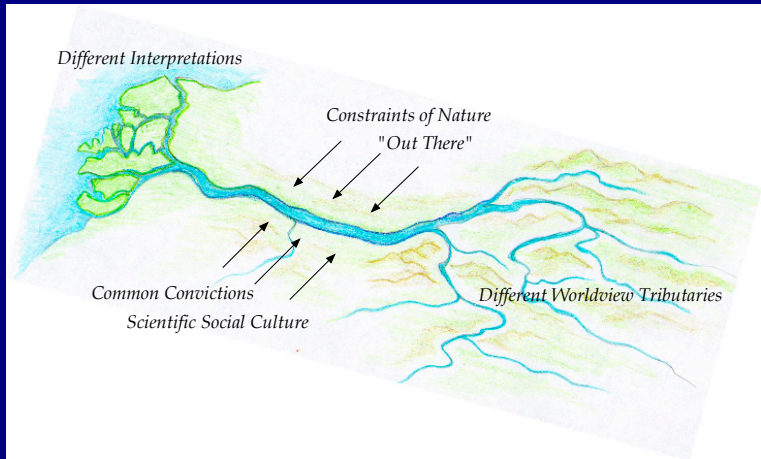 Different Interpretations
Constraints of Nature
"Out There"
Common Convictions
Scientific Social Culture
Different Worldview Tributaries